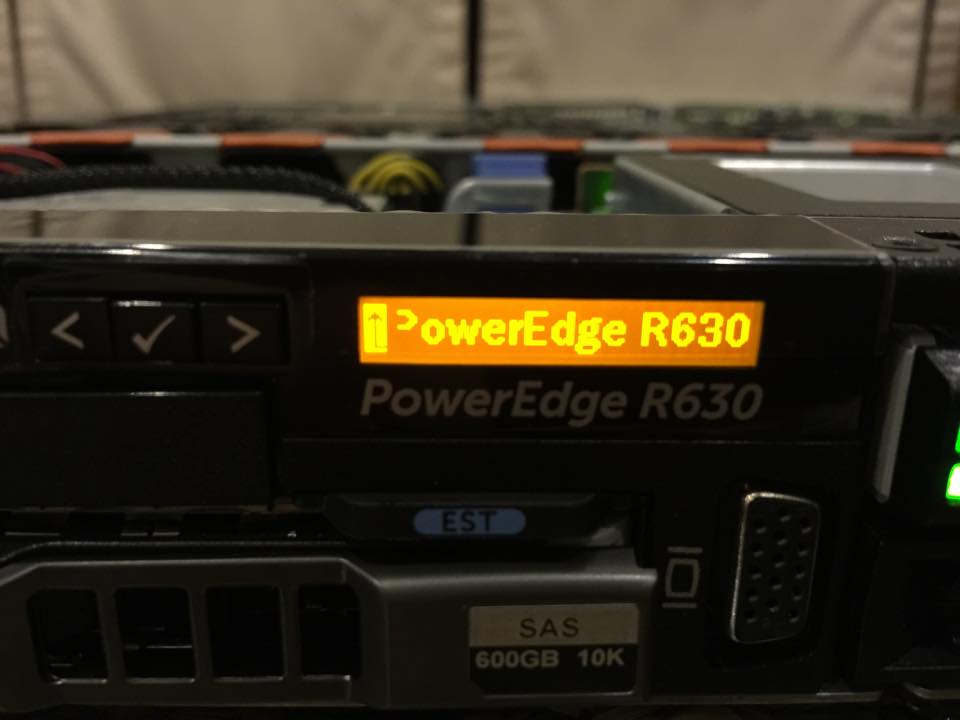 PowerEdge R630
PowerEdge R630
EST
SAS
600GB 10K